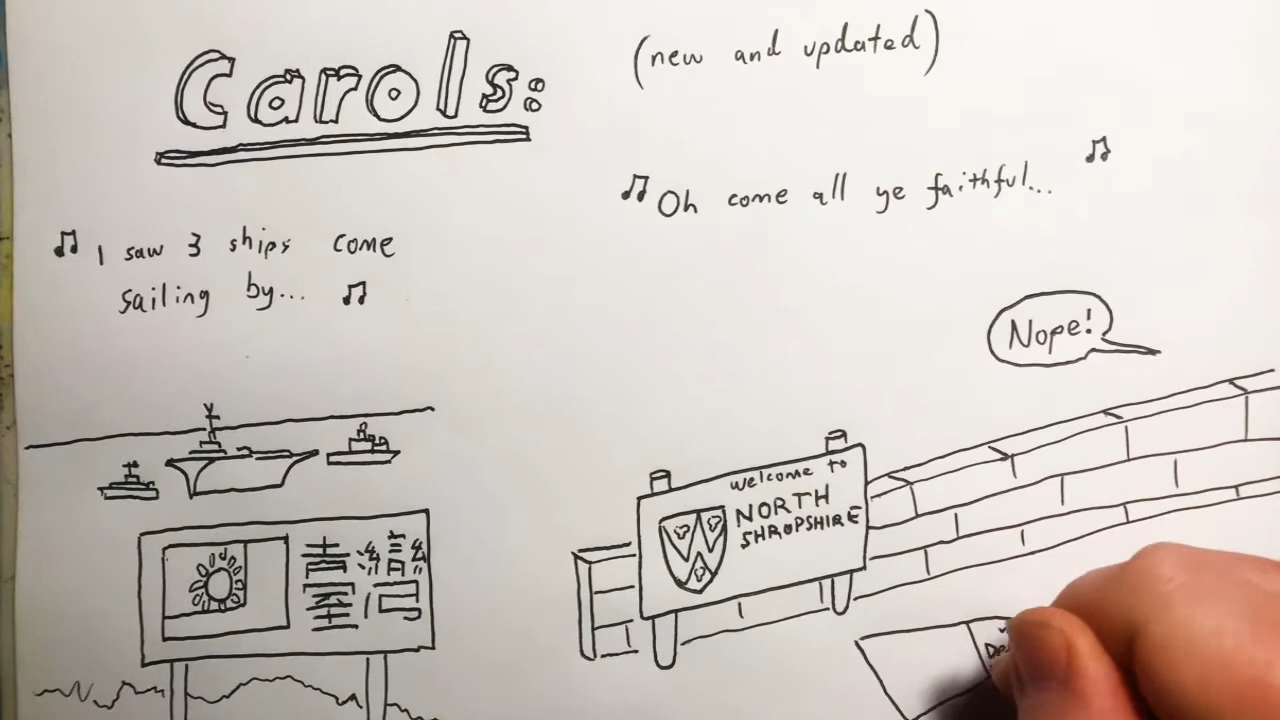 Carols:
(new and updated)
I saw 3 ships come
sailing by...
Oh come all ye faithful...
Nope!
welcome to
NORTH
SHROPSHIRE